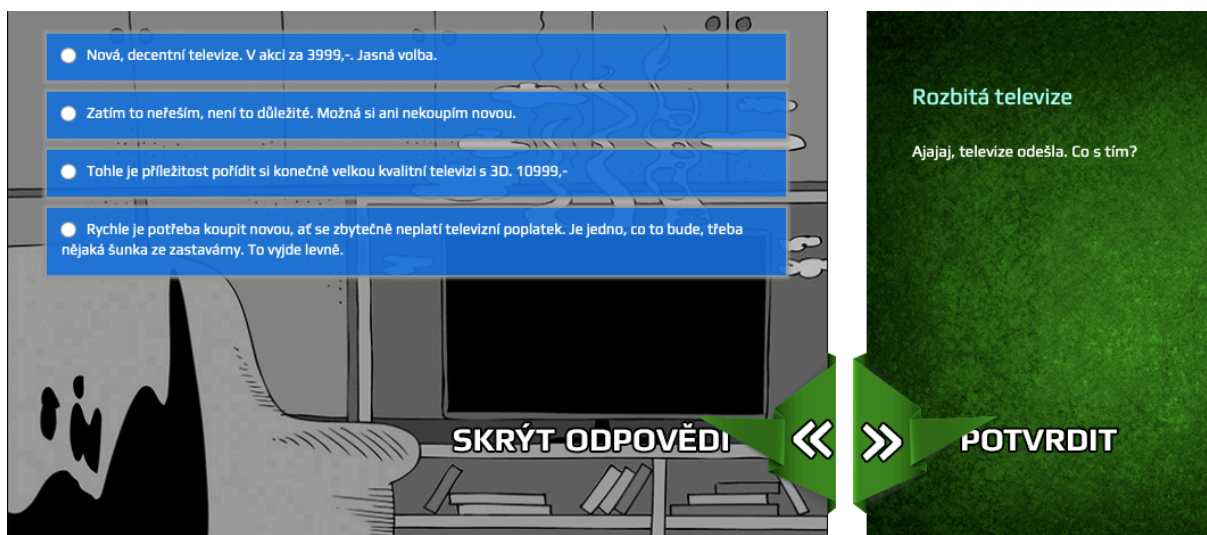 Nová, decentní televize. V akci za 3999,-. Jasná volba.
Zatím to neřeším, není to důležité. Možná si ani nekoupím novou.
Tohle je příležitost pořídit si konečně velkou kvalitní televizi s 3D. 10999,-
Rychle je potřeba koupit novou, ať se zbytečně neplatí televizní poplatek. Je jedno, co to bude, třeba
nějaká šunka ze zastavárny. To vyjde levně.
SKRÝT ODPOVĚDI
Rozbitá televize
Ajajaj, televize odešla. Co s tím?
POTVRDIT